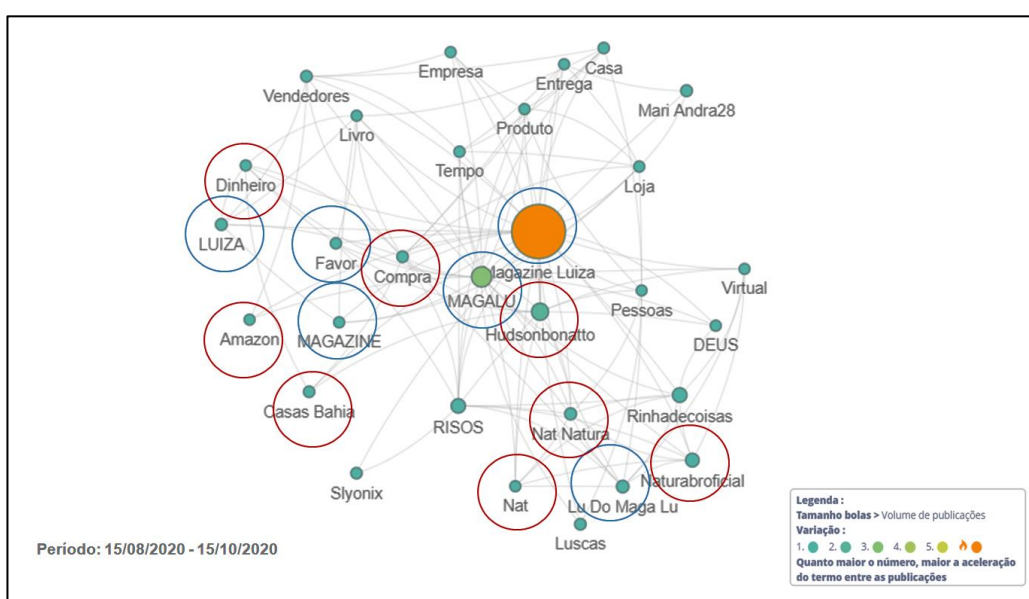 Casa
Empresa
Entrega
Vendedores
Mari Andra28
Livro
Produto
Tempo
Loja
Dinheiro
LUIZA
Favor
Compra
Magazine Luiza
MAGALU
Virtual
Pessoas
Amazon
MAGAZINE
Hudsonbonatto
DEUS
Casas Bahia
RISOS
Rinhadecoisas
Nat Natura
Naturabroficial
Slyonix
Nat
Lu Do Maga Lu
Luscas
Período: 15/08/2020 - 15/10/2020
Legenda :
Tamanho bolas > Volume de publicações
Variação :
1. 2. 3. 4. 5.
Quanto maior o número, maior a aceleração
do termo entre as publicações